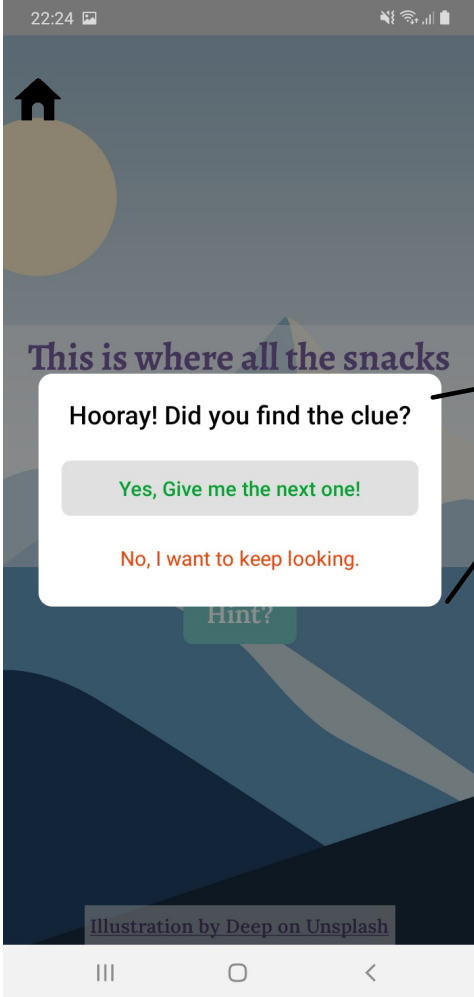 22:24
This is where all the snacks
Hooray! Did you find the clue?
Yes, Give me the next one!
No, I want to keep looking.
Hint?
Illustration by Deep on Unsplash